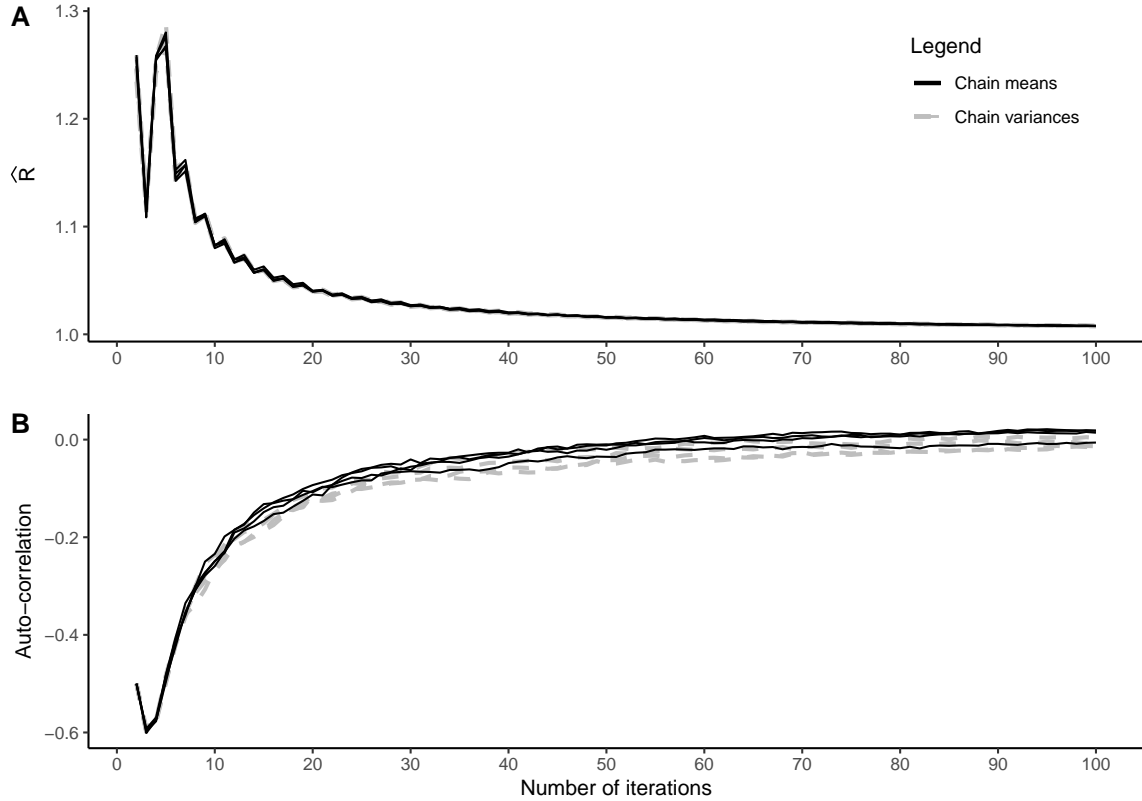 A
1.3
1.2
1.1
1.0
R̂
Legend
Chain means
Chain variances
0 10 20 30 40 50 60 70 80 90 100
B
0.0
−0.2
−0.4
−0.6
Auto−correlation
0 10 20 30 40 50 60 70 80 90 100
Number of iterations